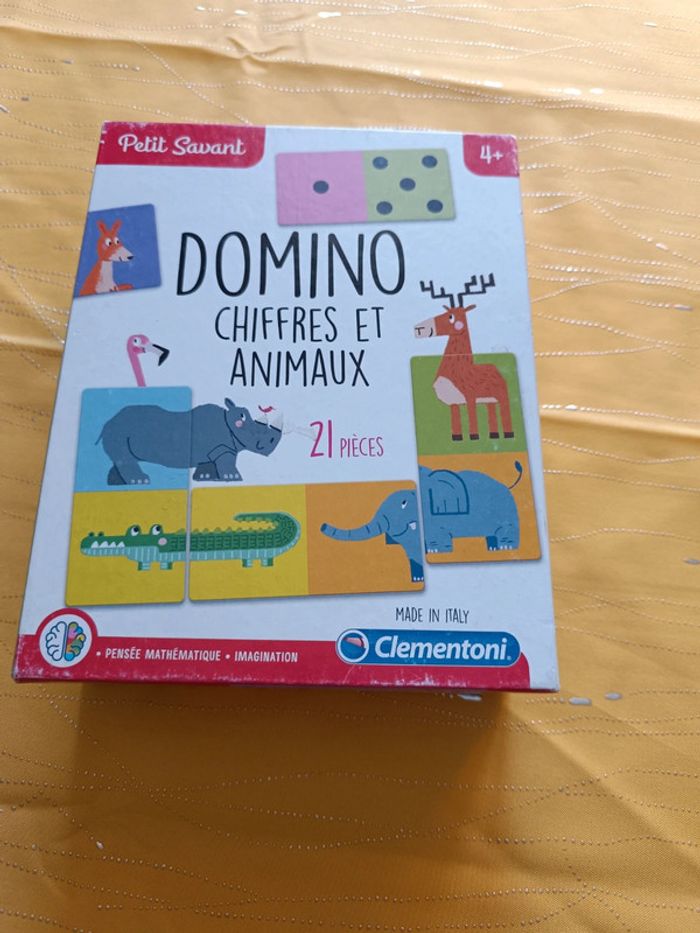 Petit Savant
4+
DOMINO
CHIFFRES ET
ANIMAUX
21 PIÈCES
MADE IN ITALY
• PENSÉE MATHÉMATIQUE • IMAGINATION
Clementoni